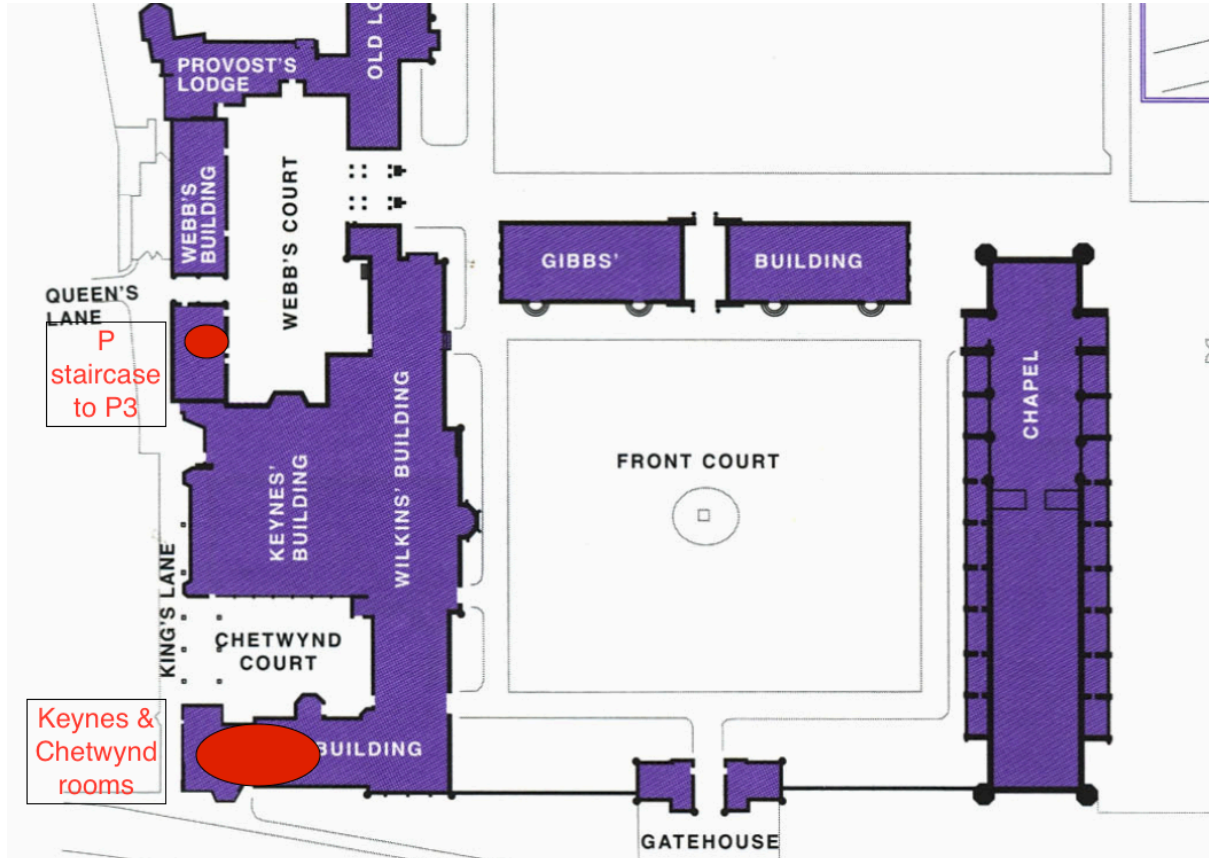 PROVOST'S
LODGE
OLD LO
WEBB'S
BUILDING
WEBB'S COURT
QUEEN'S
LANE
P
staircase
to P3
GIBBS'
BUILDING
CHAPEL
FRONT COURT
KEYNES'
BUILDING
WILKINS' BUILDING
KING'S LANE
CHETWYND
COURT
Keynes &
Chetwynd
rooms
BUILDING
GATEHOUSE